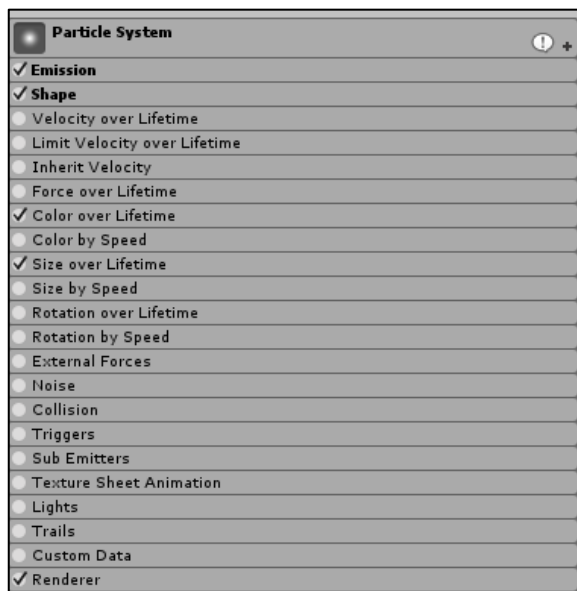 Particle System
Emission
Shape
Velocity over Lifetime
Limit Velocity over Lifetime
Inherit Velocity
Force over Lifetime
Color over Lifetime
Color by Speed
Size over Lifetime
Size by Speed
Rotation over Lifetime
Rotation by Speed
External Forces
Noise
Collision
Triggers
Sub Emitters
Texture Sheet Animation
Lights
Trails
Custom Data
Renderer